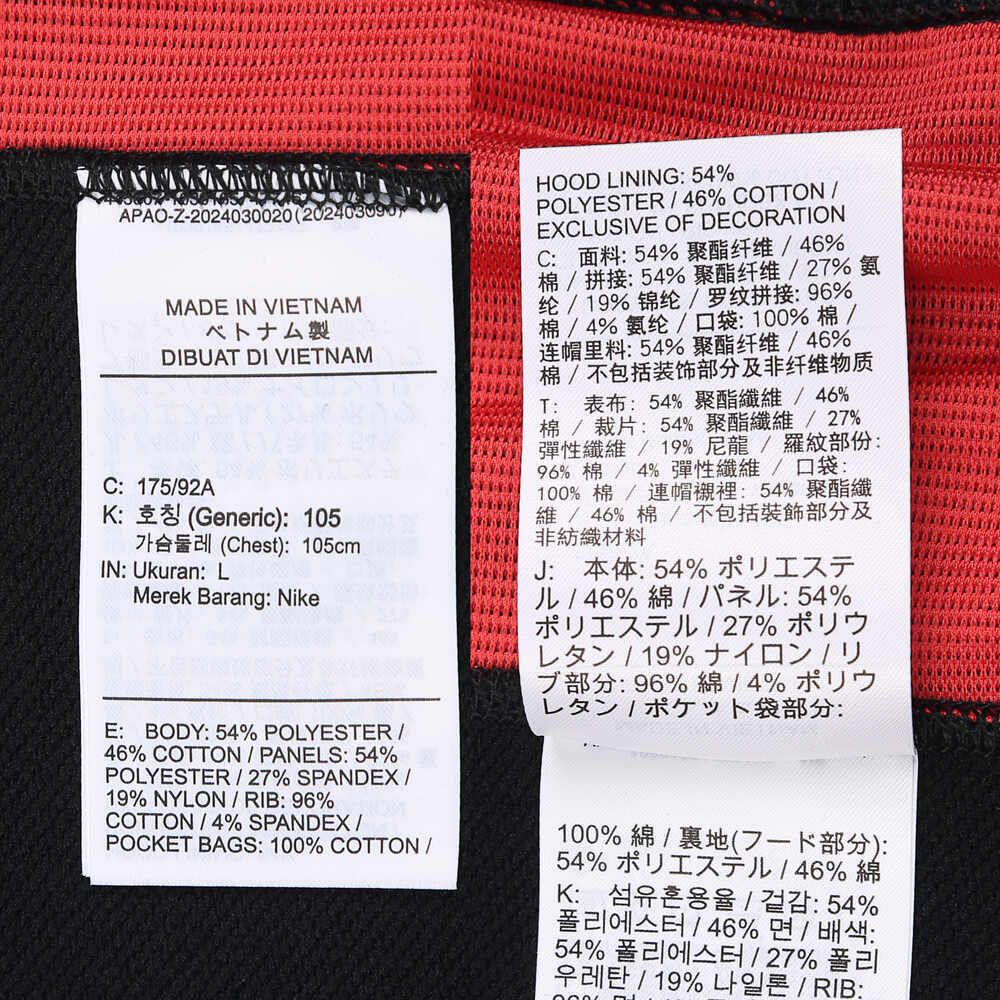 APAO-Z-2024030020(202403090)
MADE IN VIETNAM
ベトナム製
DIBUAT DI VIETNAM
C: 175/92A
K: 호칭 (Generic): 105
가슴둘레 (Chest): 105cm
IN: Ukuran: L
Merek Barang: Nike
E: BODY: 54% POLYESTER /
46% COTTON / PANELS: 54%
POLYESTER / 27% SPANDEX /
19% NYLON / RIB: 96%
COTTON / 4% SPANDEX /
POCKET BAGS: 100% COTTON /
HOOD LINING: 54%
POLYESTER / 46% COTTON /
EXCLUSIVE OF DECORATION
C: 面料: 54% 聚酯纤维 / 46%
棉 / 拼接: 54% 聚酯纤维 / 27% 氨
纶 / 19% 锦纶 / 罗纹拼接: 96%
棉 / 4% 氨纶 / 口袋: 100% 棉 /
连帽里料: 54% 聚酯纤维 / 46%
棉 / 不包括装饰部分及非纤维物质
T: 表布: 54% 聚酯纖維 / 46%
棉 / 裁片: 54% 聚酯纖維 / 27%
彈性纖維 / 19% 尼龍 / 羅紋部份:
96% 棉 / 4% 彈性纖維 / 口袋:
100% 棉 / 連帽襯裡: 54% 聚酯纖
維 / 46% 棉 / 不包括裝飾部分及
非紡織材料
J: 本体: 54% ポリエステ
ル / 46% 綿 / パネル: 54%
ポリエステル / 27% ポリウ
レタン / 19% ナイロン / リ
ブ部分: 96% 綿 / 4% ポリウ
レタン / ポケット袋部分:
100% 綿 / 裏地(フード部分):
54% ポリエステル / 46% 綿
K: 섬유혼용율 / 겉감: 54%
폴리에스터 / 46% 면 / 배색:
54% 폴리에스터 / 27% 폴리
우레탄 / 19% 나일론 / RIB: